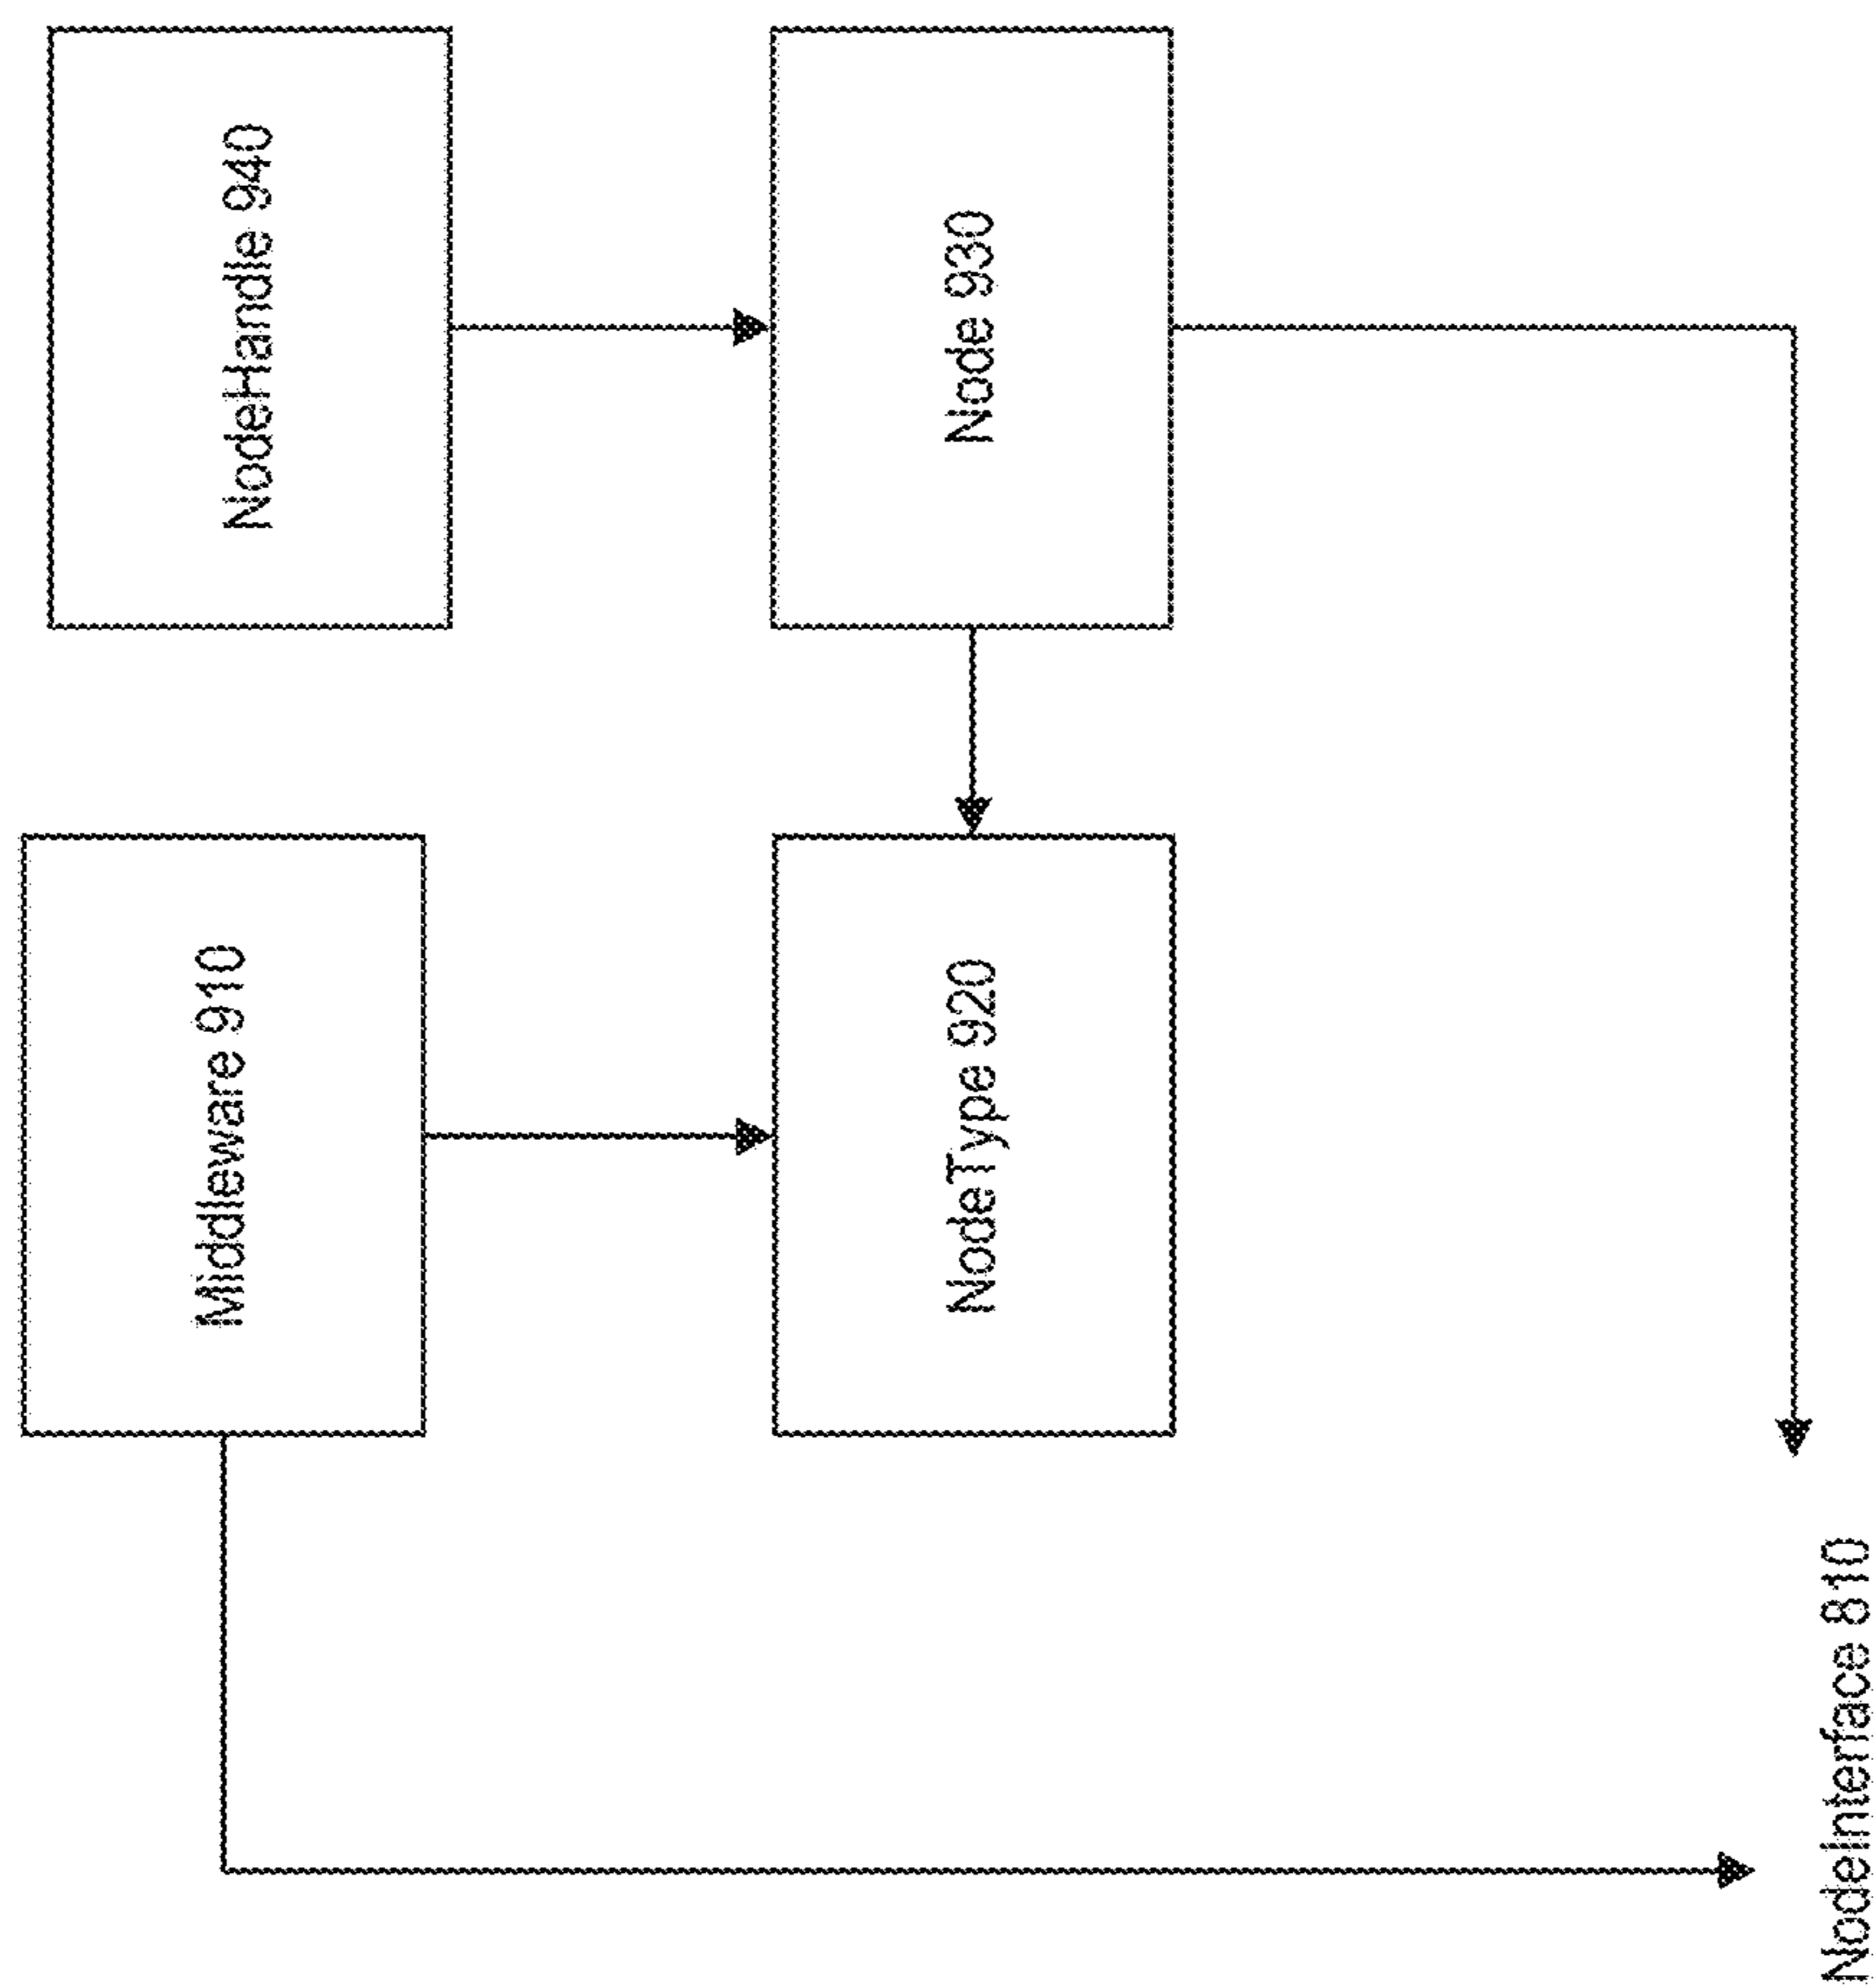 Middleware 910
NodeHandle 940
NodeType 920
Node 930
NodeInterface 810